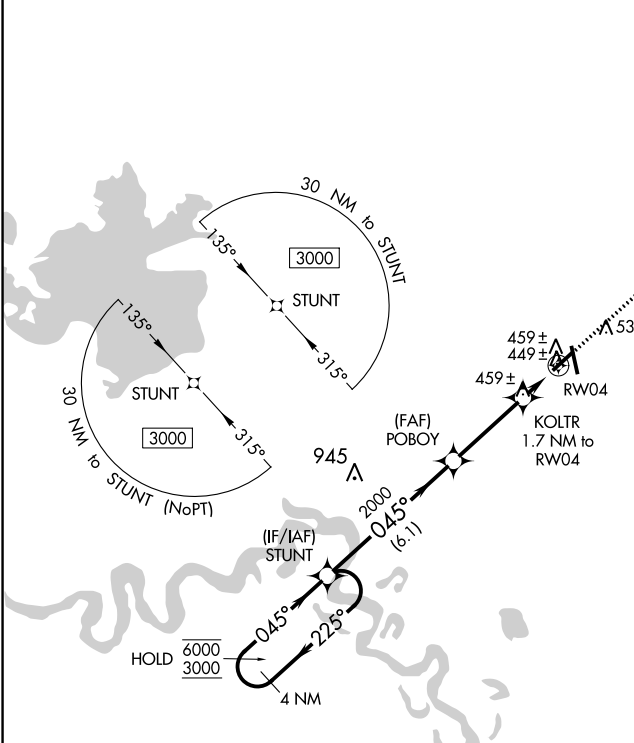 30 NM to STUNT
135°
3000
STUNT
315°
135°
STUNT
3000
315°
30 NM to STUNT (NoPT)
459 ±
449 ±
53
459 ±
RW04
KOLTR
1.7 NM to
RW04
(FAF)
POBOY
945
2000
045°
(6.1)
(IF/IAF)
STUNT
045°
225°
HOLD 6000
3000
4 NM